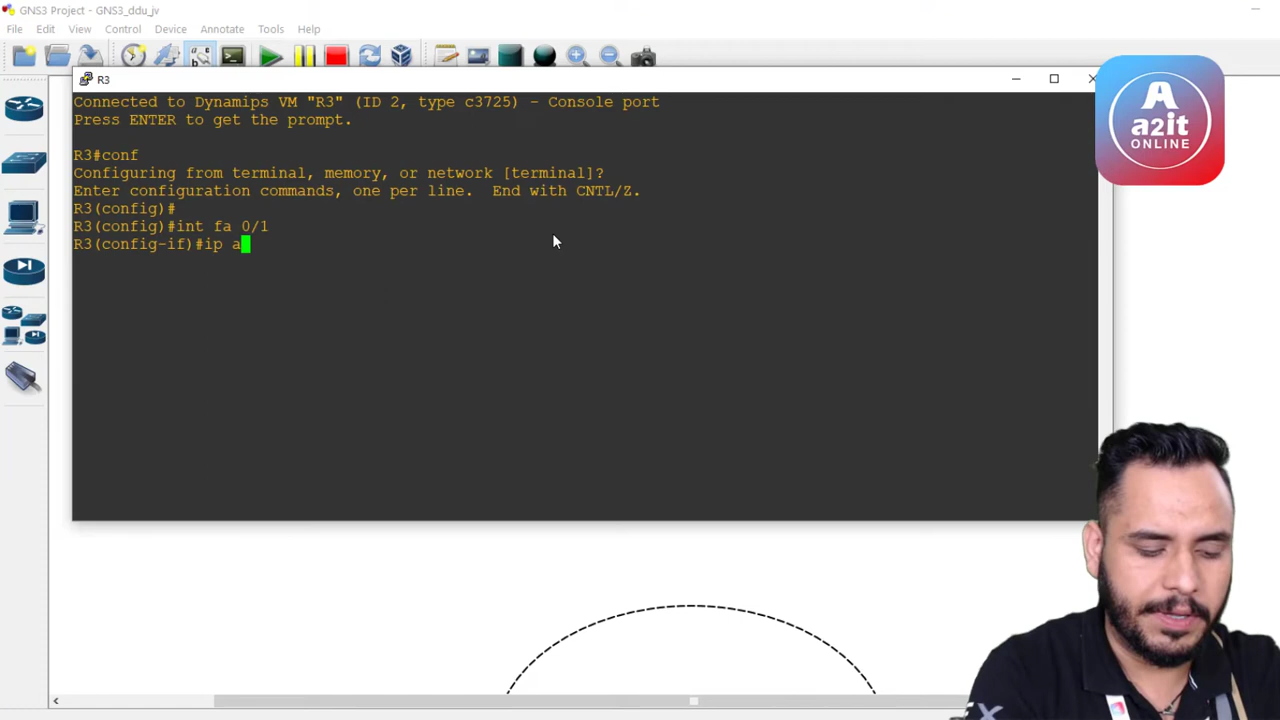 GNS3 Project - GNS3_ddu_jv
File Edit View Control Device Annotate Tools Help
R3
Connected to Dynamips VM "R3" (ID 2, type c3725) - Console port
Press ENTER to get the prompt.
R3#conf
Configuring from terminal, memory, or network [terminal]?
Enter configuration commands, one per line.  End with CNTL/Z.
R3(config)#
R3(config)#int fa 0/1
R3(config-if)#ip a
A
a2it
ONLINE
X